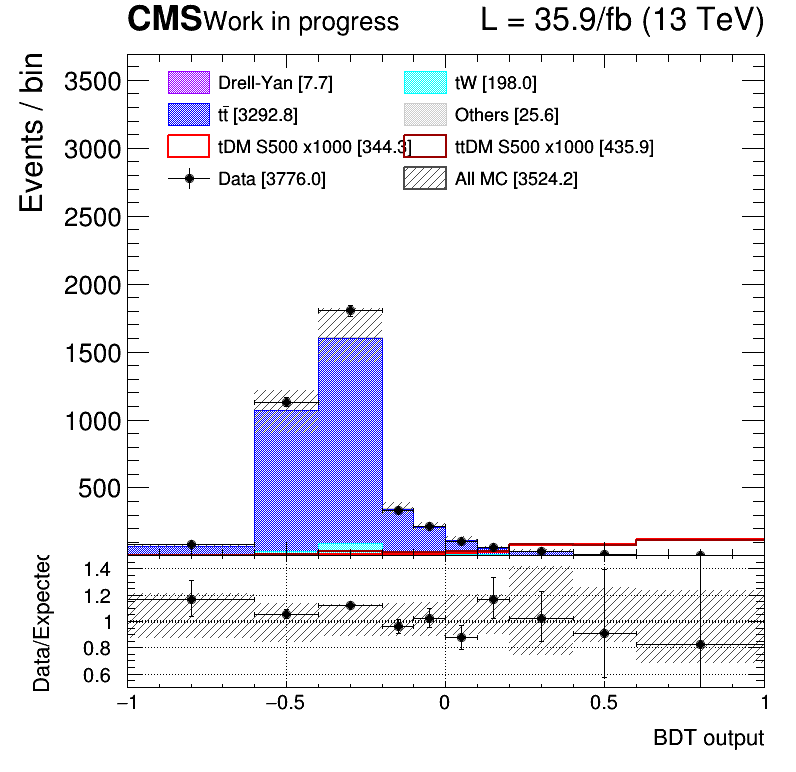 CMS Work in progress L = 35.9/fb (13 TeV)
Events / bin
3500
3000
2500
2000
1500
1000
500
Drell-Yan [7.7] tW [198.0]
tt̄ [3292.8] Others [25.6]
tDM S500 x1000 [344.3] ttDM S500 x1000 [435.9]
Data [3776.0] All MC [3524.2]
Data/Expected
1.4
1.2
1
0.8
0.6
−1 −0.5 0 0.5 1
BDT output